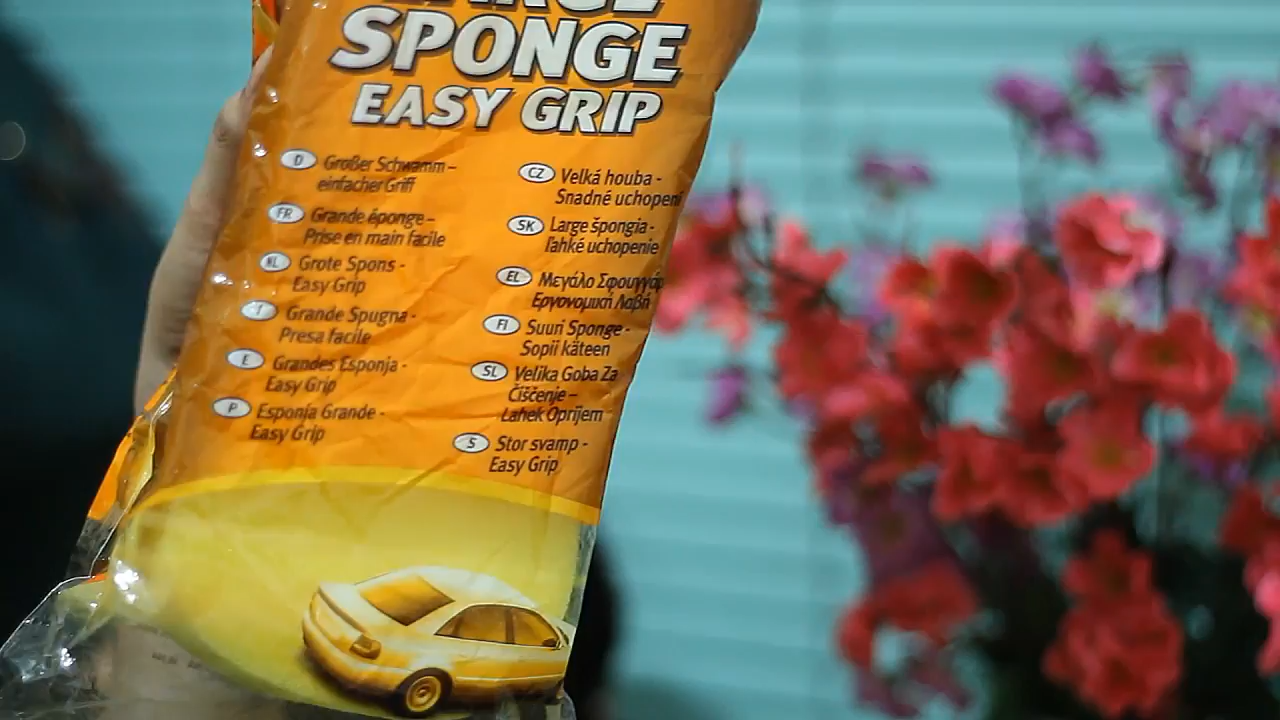 LARGE
SPONGE
EASY GRIP
D Großer Schwamm –
einfacher Griff
FR Grande éponge –
Prise en main facile
NL Grote Spons -
Easy Grip
I Grande Spugna -
Presa facile
E Grandes Esponja -
Easy Grip
P Esponja Grande -
Easy Grip
CZ Velká houba -
Snadné uchopení
SK Large špongia -
ľahké uchopenie
EL Μεγάλο Σφουγγάρ
Εργονομική Λαβή
FI Suuri Sponge -
Sopii käteen
SL Velika Goba Za
Čiščenje –
Lahek Oprijem
S Stor svamp -
Easy Grip